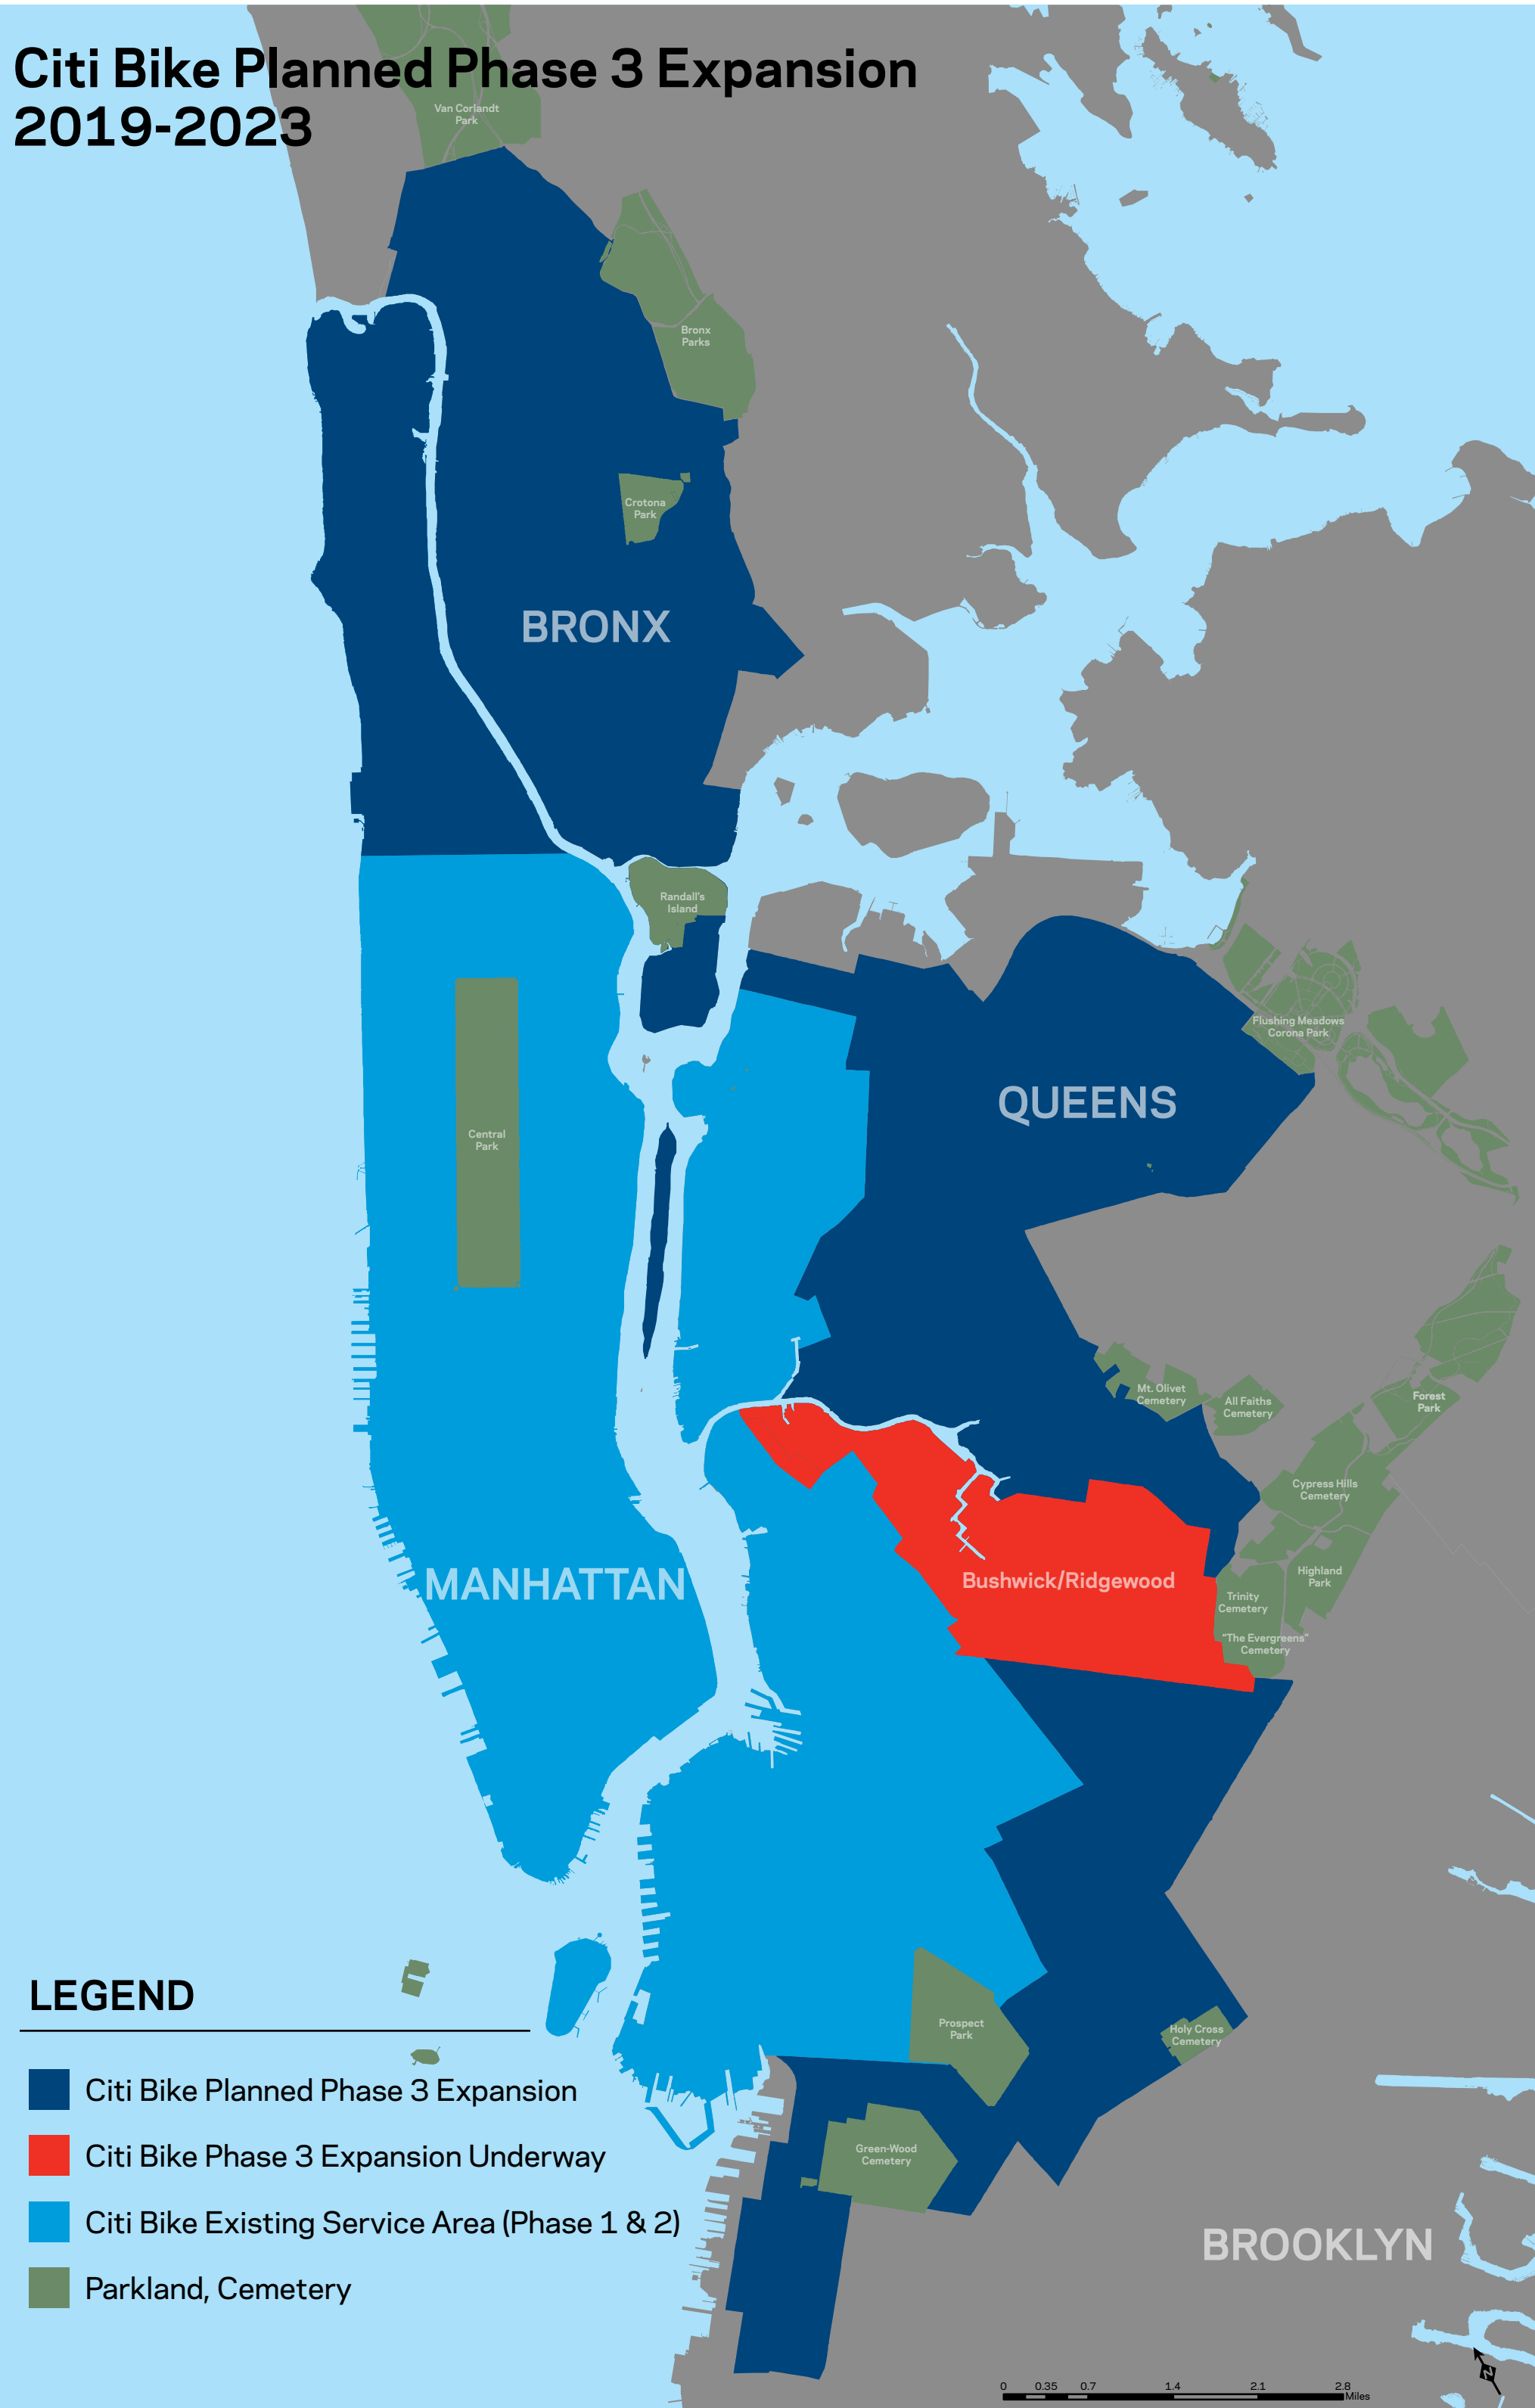 Citi Bike Planned Phase 3 Expansion
2019-2023
Van Corlandt
Park
Bronx
Parks
Crotona
Park
BRONX
Randall's
Island
Flushing Meadows
Corona Park
QUEENS
Central
Park
Mt. Olivet
Cemetery
All Faiths
Cemetery
Forest
Park
Cypress Hills
Cemetery
Highland
Park
Bushwick/Ridgewood
MANHATTAN
Trinity
Cemetery
"The Evergreens"
Cemetery
Prospect
Park
Holy Cross
Cemetery
Green-Wood
Cemetery
BROOKLYN
LEGEND
Citi Bike Planned Phase 3 Expansion
Citi Bike Phase 3 Expansion Underway
Citi Bike Existing Service Area (Phase 1 & 2)
Parkland, Cemetery
0 0.35 0.7 1.4 2.1 2.8
Miles
N